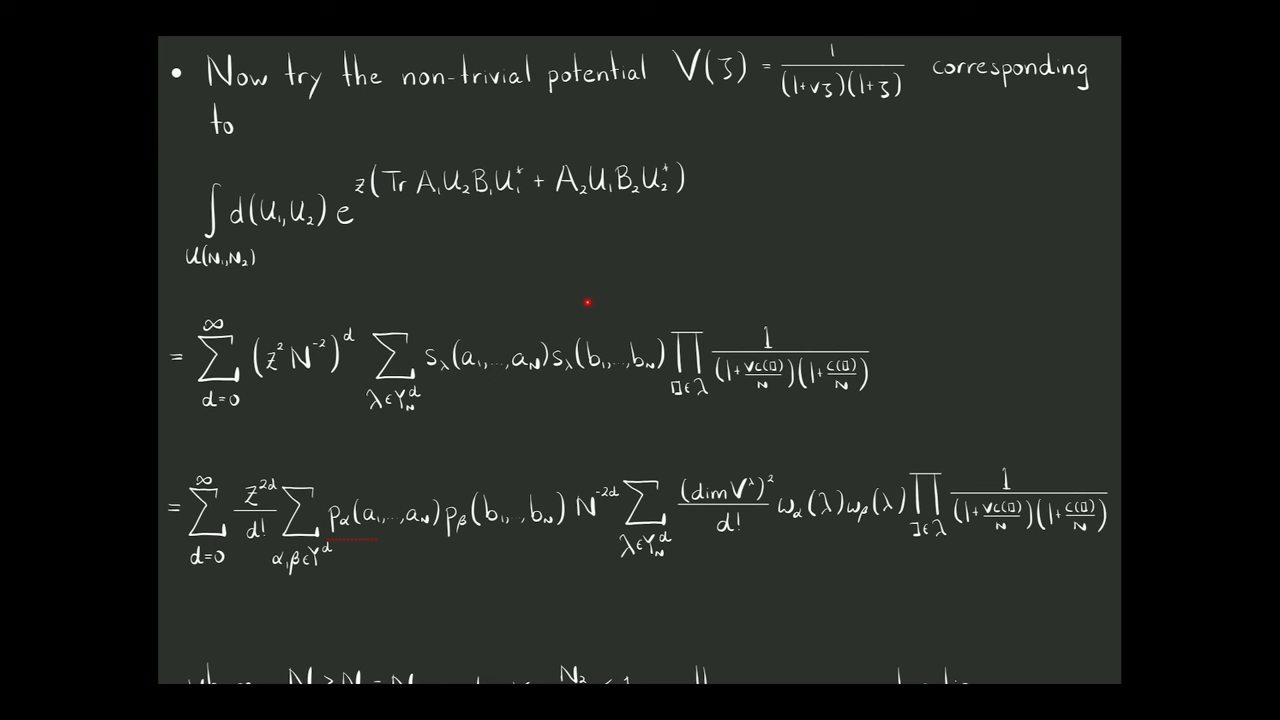 • Now try the non-trivial potential V(ζ) = 1/((1+vζ)(1+ζ)) corresponding
to
∫_{U(N₁,N₂)} d(U₁,U₂) e^{z(Tr A₁U₂B₁U₁* + A₂U₁B₂U₂*)}
= ∑_{d=0}^{∞} (z²N⁻²)^d ∑_{λ∈Y_N^d} s_λ(a₁,...,a_N) s_λ(b₁,...,b_N) ∏_{□∈λ} 1/((1+vc(□)/N)(1+c(□)/N))
= ∑_{d=0}^{∞} z^{2d}/d! ∑_{α,β∈Y^d} p_α(a₁,...,a_N) p_β(b₁,...,b_N) N^{-2d} ∑_{λ∈Y_N^d} (dim V^λ)²/d! ω_α(λ)ω_β(λ) ∏_{□∈λ} 1/((1+vc(□)/N)(1+c(□)/N))